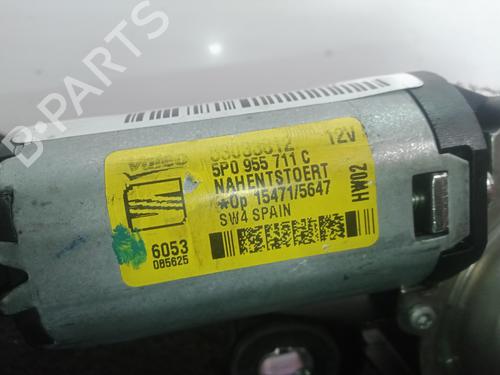 B-PARTS
Valeo
12V
5P0 955 711 C
NAHENTSTOERT
*Op 15471/5647
SW4 SPAIN
HW02
6053
085625